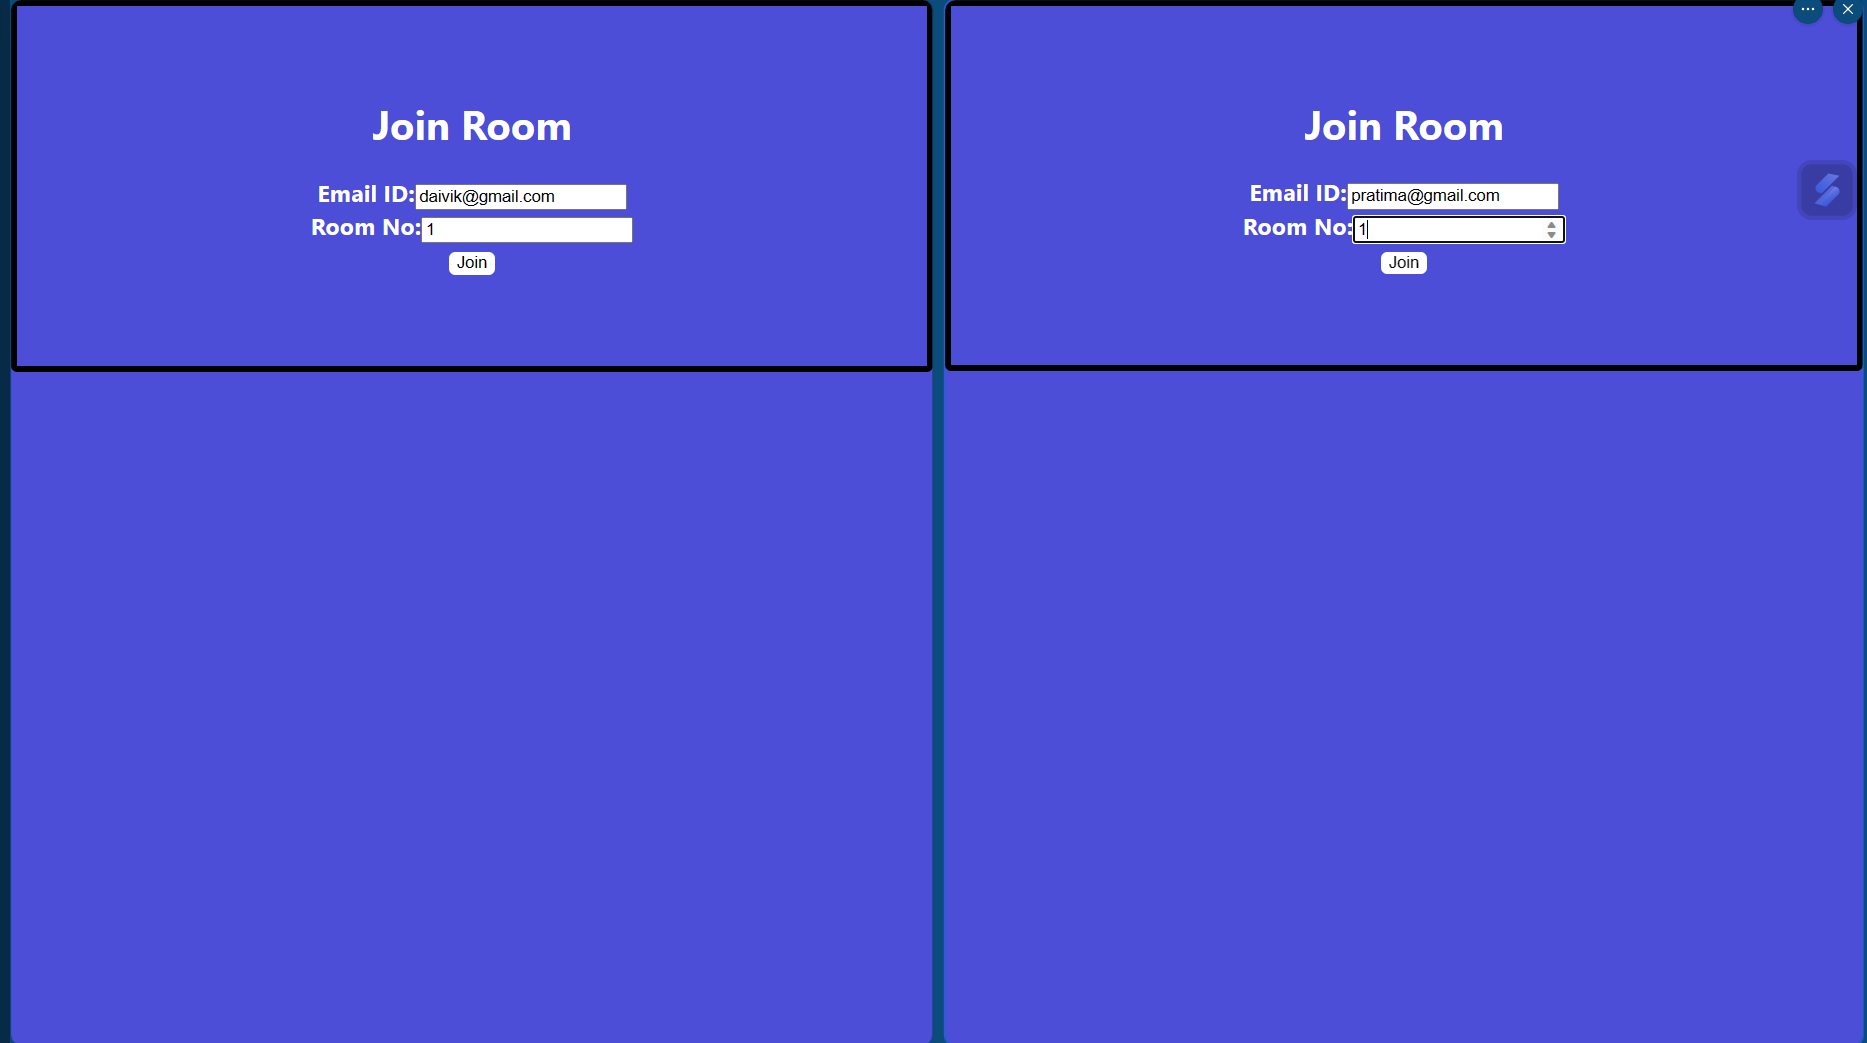 Join Room
Email ID: daivik@gmail.com
Room No: 1
Join
Join Room
Email ID: pratima@gmail.com
Room No: 1
Join